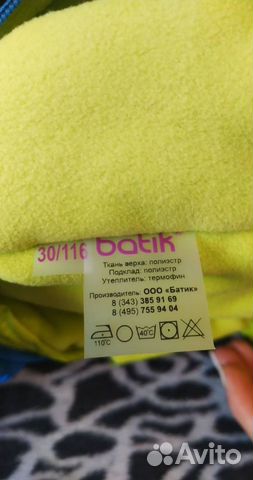 30/116
batik
Ткань верха: полиэстр
Подклад: полиэстр
Утеплитель: термофин
Производитель: ООО «Батик»
8 (343) 385 91 69
8 (495) 755 94 04
110°C 40°C
Avito